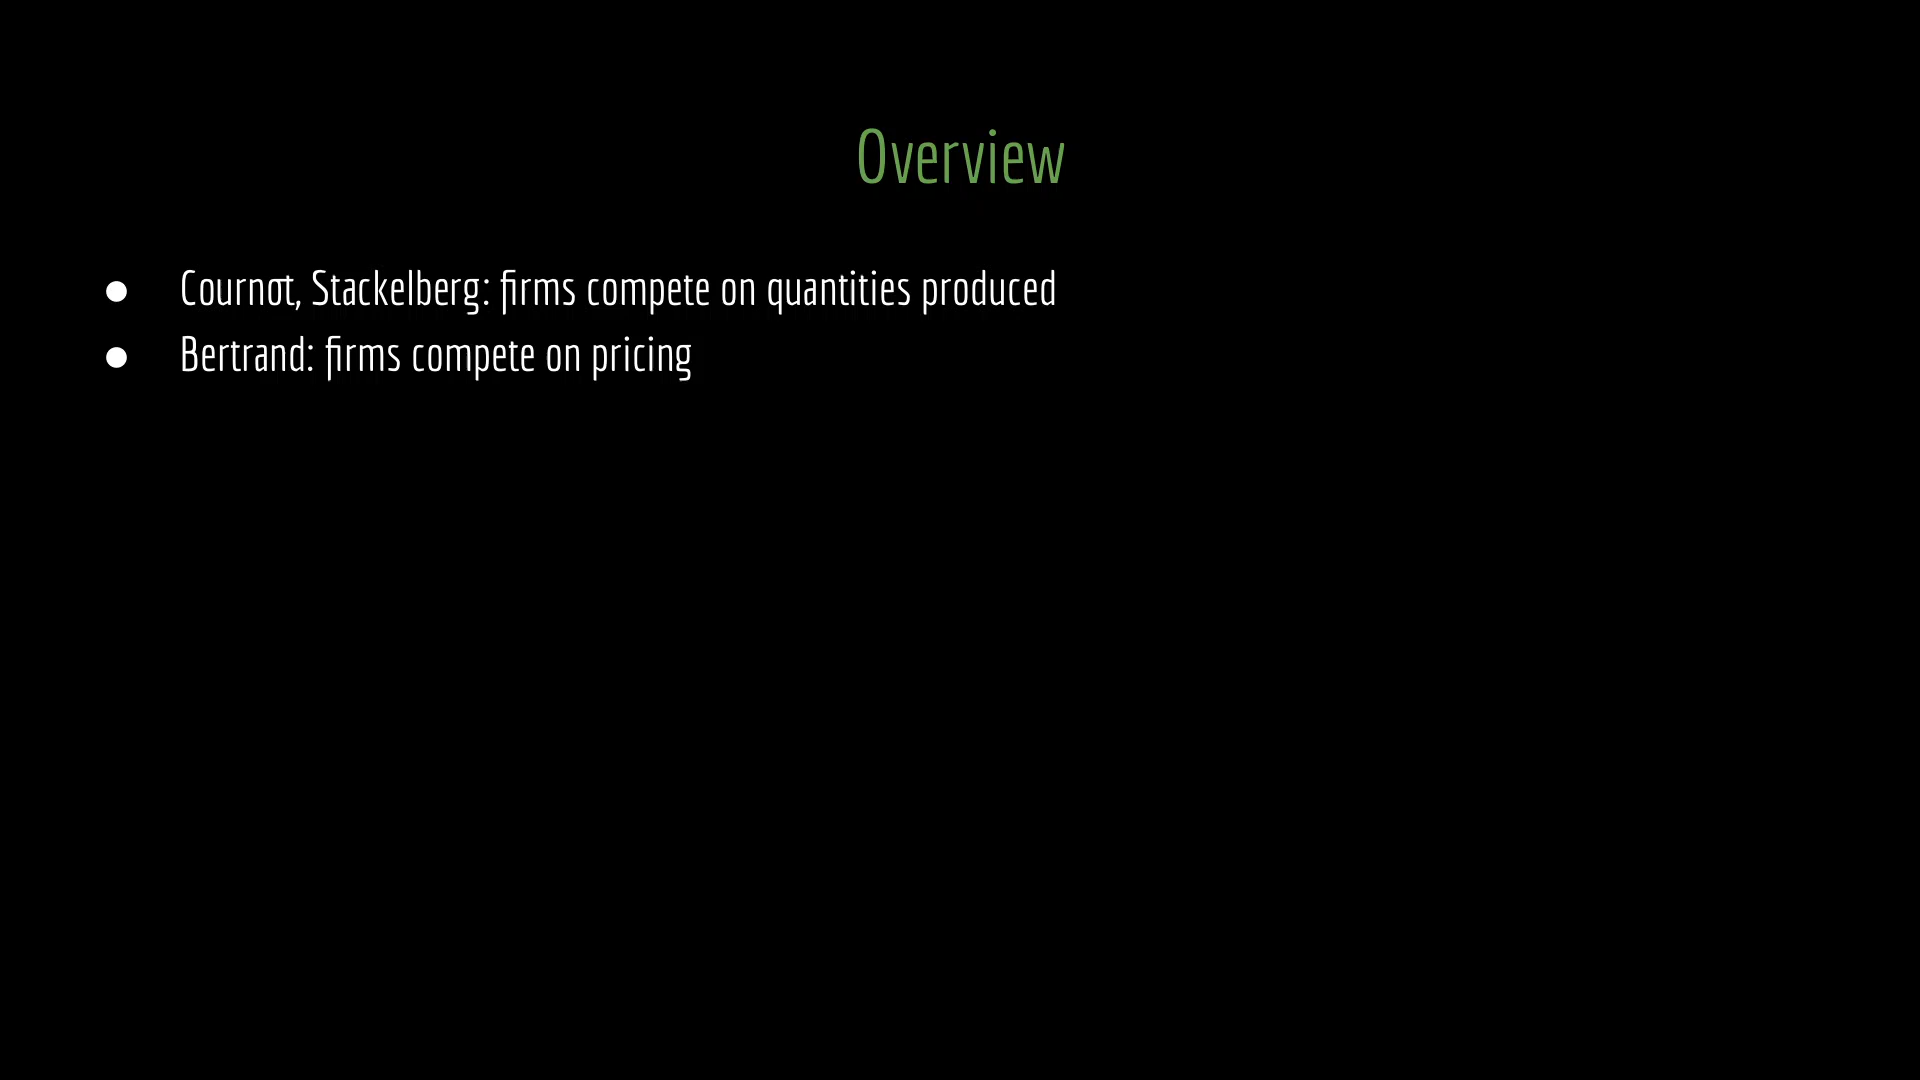 Overview
● Cournot, Stackelberg: firms compete on quantities produced
● Bertrand: firms compete on pricing